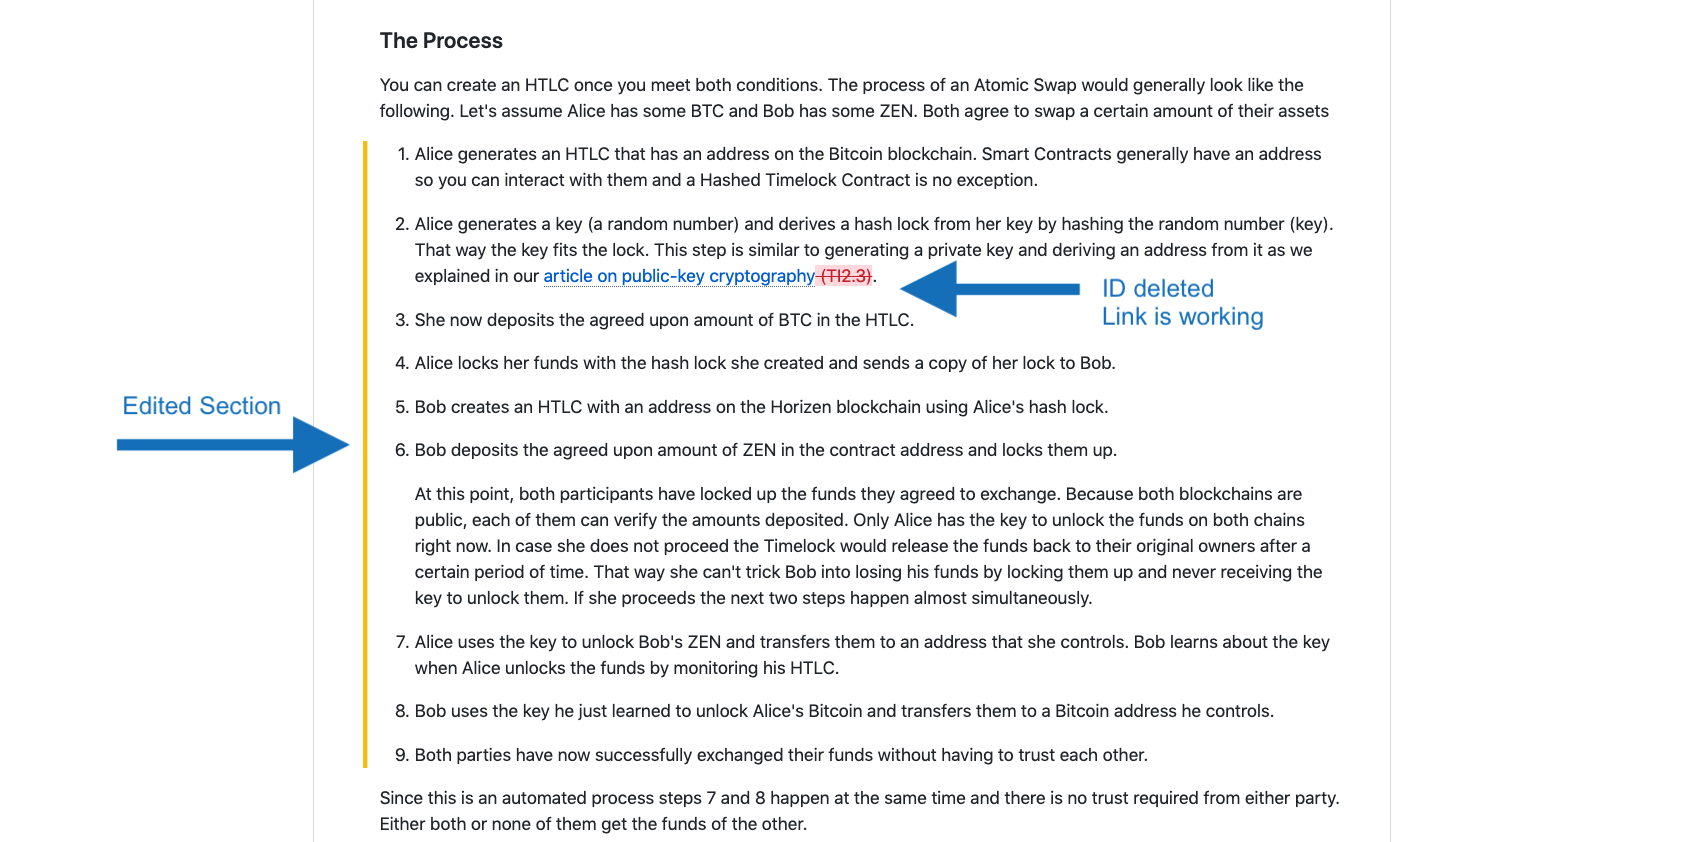 The Process
You can create an HTLC once you meet both conditions. The process of an Atomic Swap would generally look like the
following. Let's assume Alice has some BTC and Bob has some ZEN. Both agree to swap a certain amount of their assets
1. Alice generates an HTLC that has an address on the Bitcoin blockchain. Smart Contracts generally have an address
so you can interact with them and a Hashed Timelock Contract is no exception.
2. Alice generates a key (a random number) and derives a hash lock from her key by hashing the random number (key).
That way the key fits the lock. This step is similar to generating a private key and deriving an address from it as we
explained in our article on public-key cryptography (TI2.3).
ID deleted
Link is working
3. She now deposits the agreed upon amount of BTC in the HTLC.
4. Alice locks her funds with the hash lock she created and sends a copy of her lock to Bob.
Edited Section
5. Bob creates an HTLC with an address on the Horizen blockchain using Alice's hash lock.
6. Bob deposits the agreed upon amount of ZEN in the contract address and locks them up.
At this point, both participants have locked up the funds they agreed to exchange. Because both blockchains are
public, each of them can verify the amounts deposited. Only Alice has the key to unlock the funds on both chains
right now. In case she does not proceed the Timelock would release the funds back to their original owners after a
certain period of time. That way she can't trick Bob into losing his funds by locking them up and never receiving the
key to unlock them. If she proceeds the next two steps happen almost simultaneously.
7. Alice uses the key to unlock Bob's ZEN and transfers them to an address that she controls. Bob learns about the key
when Alice unlocks the funds by monitoring his HTLC.
8. Bob uses the key he just learned to unlock Alice's Bitcoin and transfers them to a Bitcoin address he controls.
9. Both parties have now successfully exchanged their funds without having to trust each other.
Since this is an automated process steps 7 and 8 happen at the same time and there is no trust required from either party.
Either both or none of them get the funds of the other.